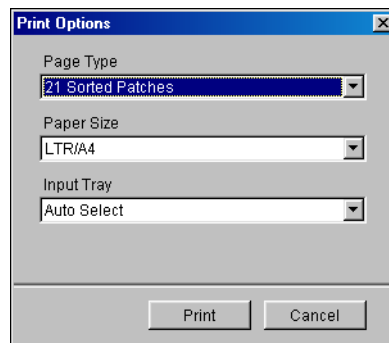 Print Options
Page Type
21 Sorted Patches
Paper Size
LTR/A4
Input Tray
Auto Select
Print Cancel